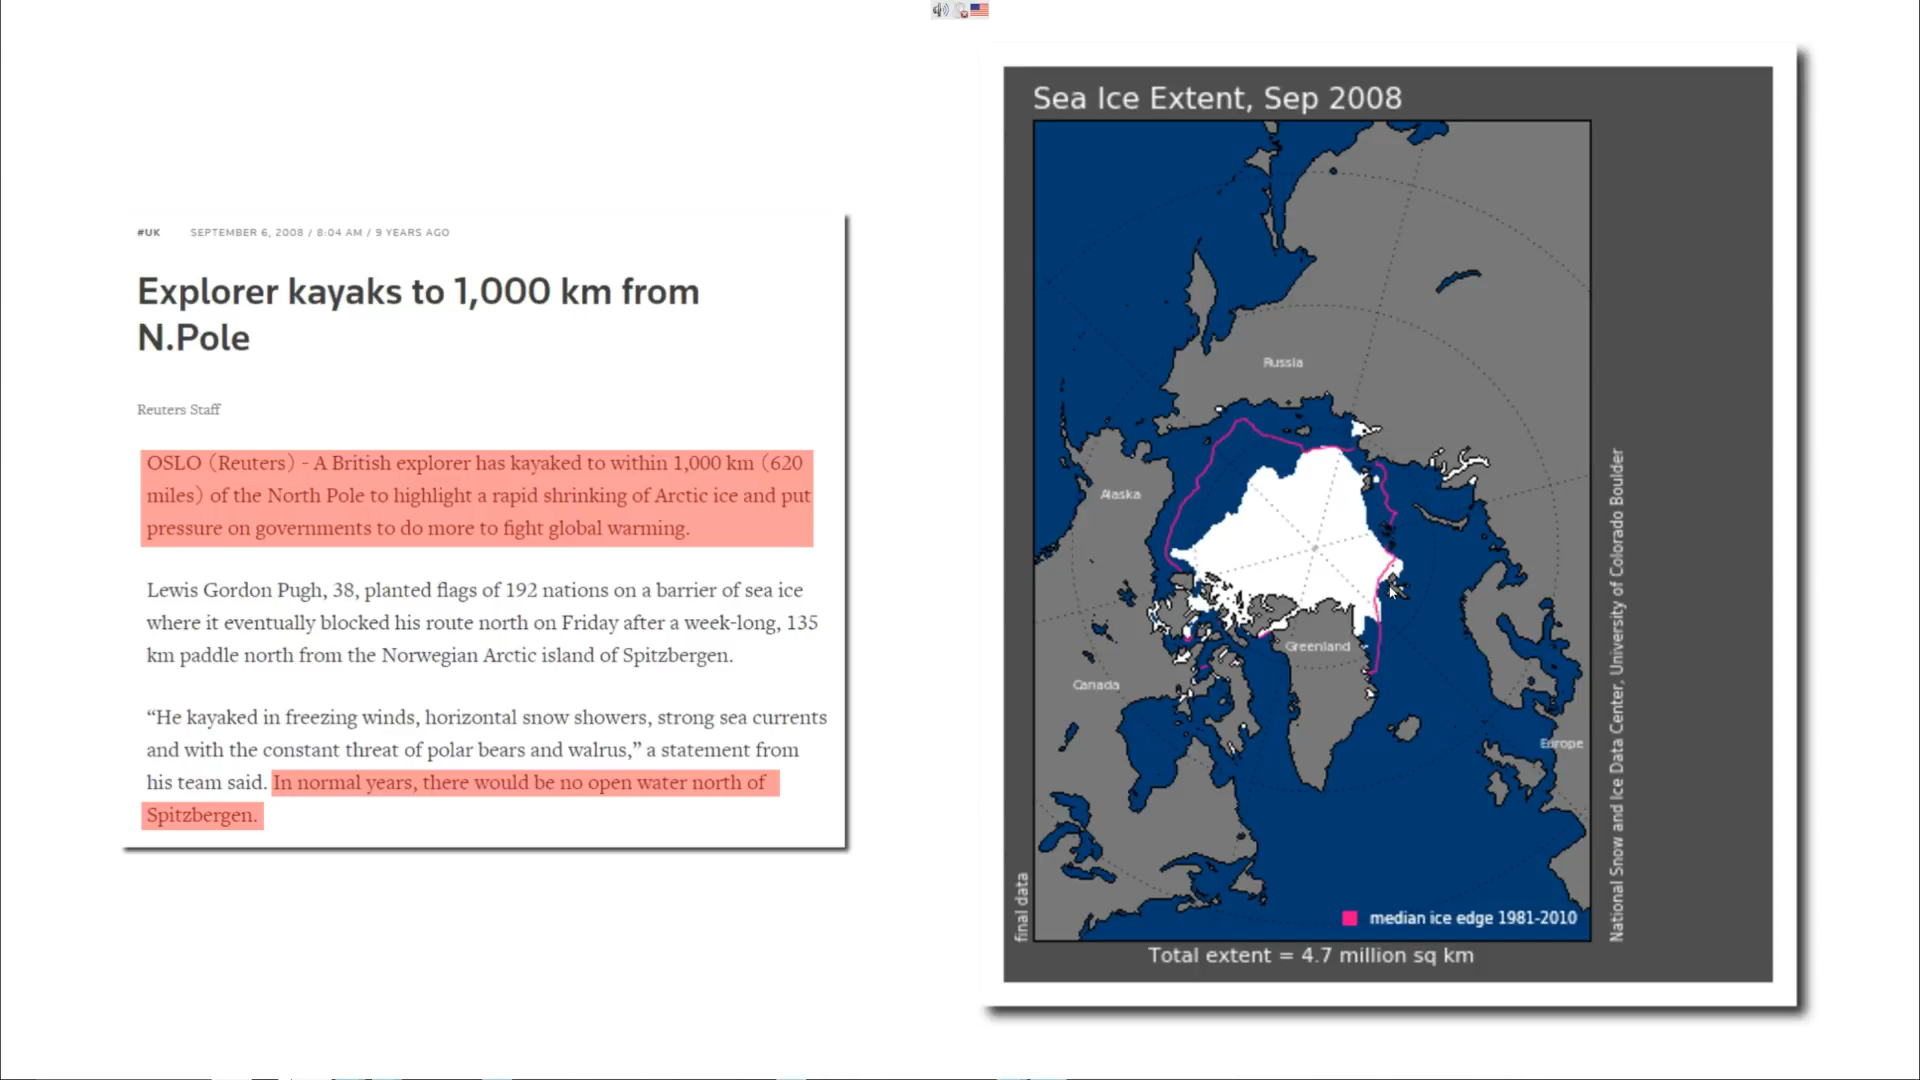 #UK SEPTEMBER 6, 2008 / 8:04 AM / 9 YEARS AGO
Explorer kayaks to 1,000 km from
N.Pole
Reuters Staff
OSLO (Reuters) - A British explorer has kayaked to within 1,000 km (620
miles) of the North Pole to highlight a rapid shrinking of Arctic ice and put
pressure on governments to do more to fight global warming.
Lewis Gordon Pugh, 38, planted flags of 192 nations on a barrier of sea ice
where it eventually blocked his route north on Friday after a week-long, 135
km paddle north from the Norwegian Arctic island of Spitzbergen.
“He kayaked in freezing winds, horizontal snow showers, strong sea currents
and with the constant threat of polar bears and walrus,” a statement from
his team said. In normal years, there would be no open water north of
Spitzbergen.
Sea Ice Extent, Sep 2008
Russia
Alaska
Greenland
Canada
Europe
median ice edge 1981-2010
final data
Total extent = 4.7 million sq km
National Snow and Ice Data Center, University of Colorado Boulder